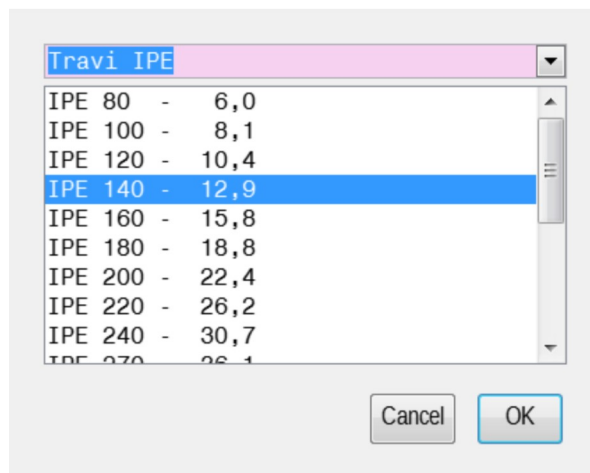 Travi IPE
IPE 80  -   6,0
IPE 100 -   8,1
IPE 120 -  10,4
IPE 140 -  12,9
IPE 160 -  15,8
IPE 180 -  18,8
IPE 200 -  22,4
IPE 220 -  26,2
IPE 240 -  30,7
Cancel OK